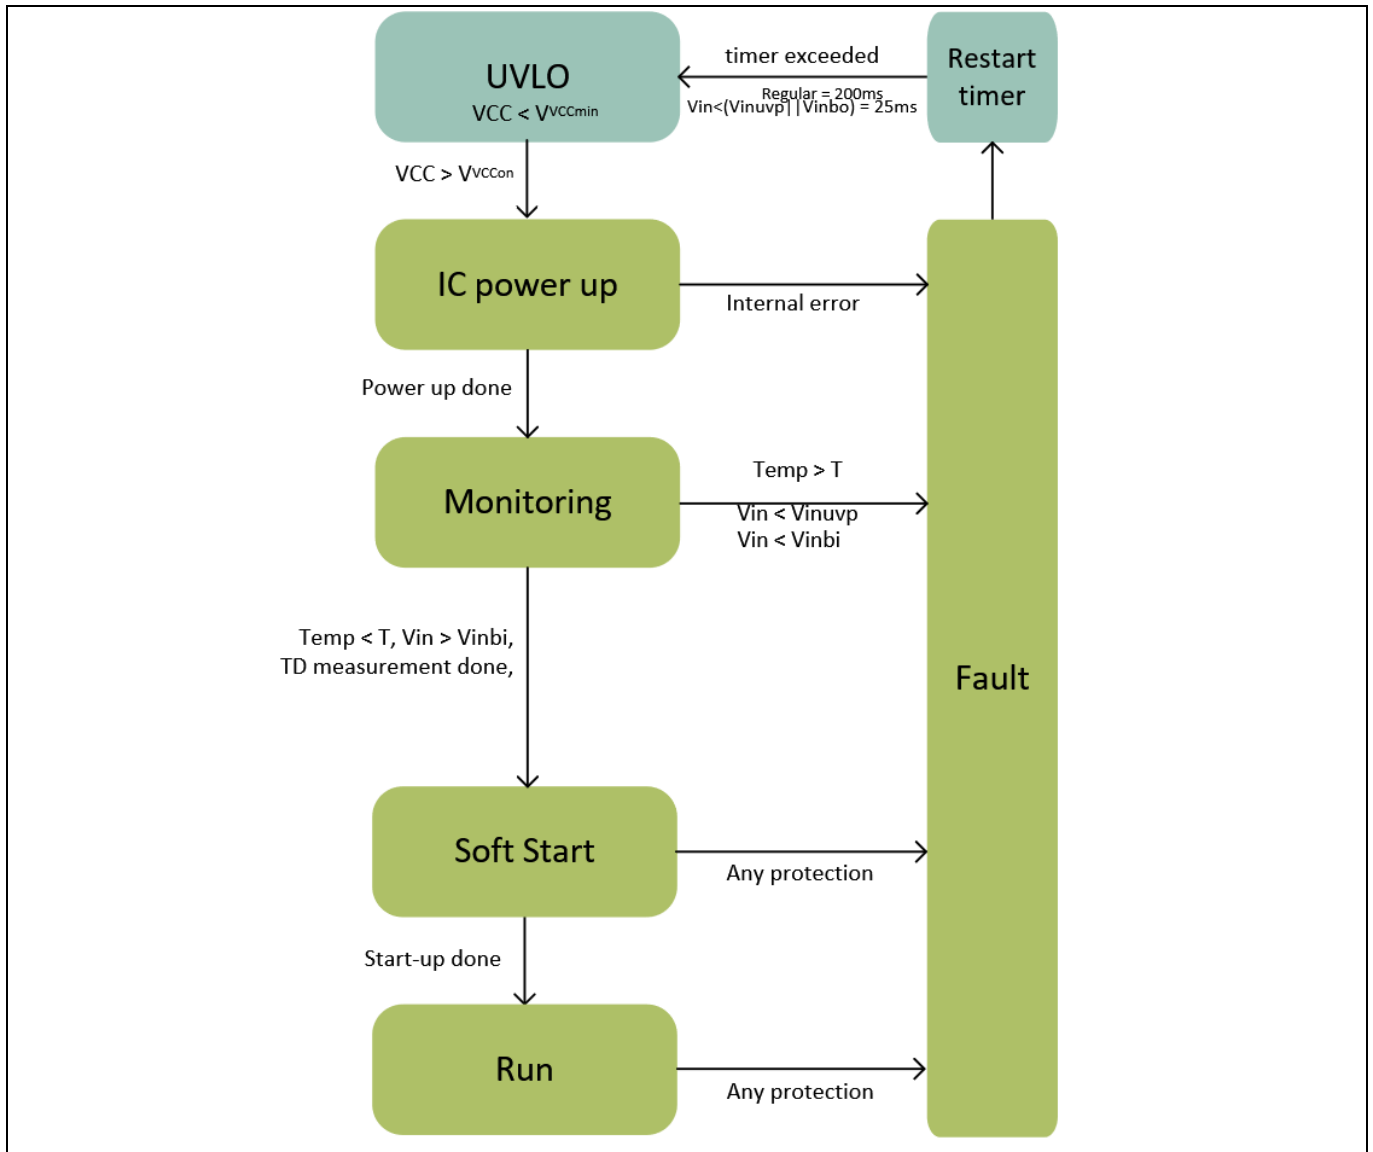 UVLO
VCC < VVCCmin
timer exceeded
Regular = 200ms
Vin<(Vinuvp||Vinbo) = 25ms
Restart
timer
VCC > VVCCon
IC power up
Internal error
Power up done
Monitoring
Temp > T
Vin < Vinuvp
Vin < Vinbi
Temp < T, Vin > Vinbi,
TD measurement done,
Fault
Soft Start
Any protection
Start-up done
Run
Any protection